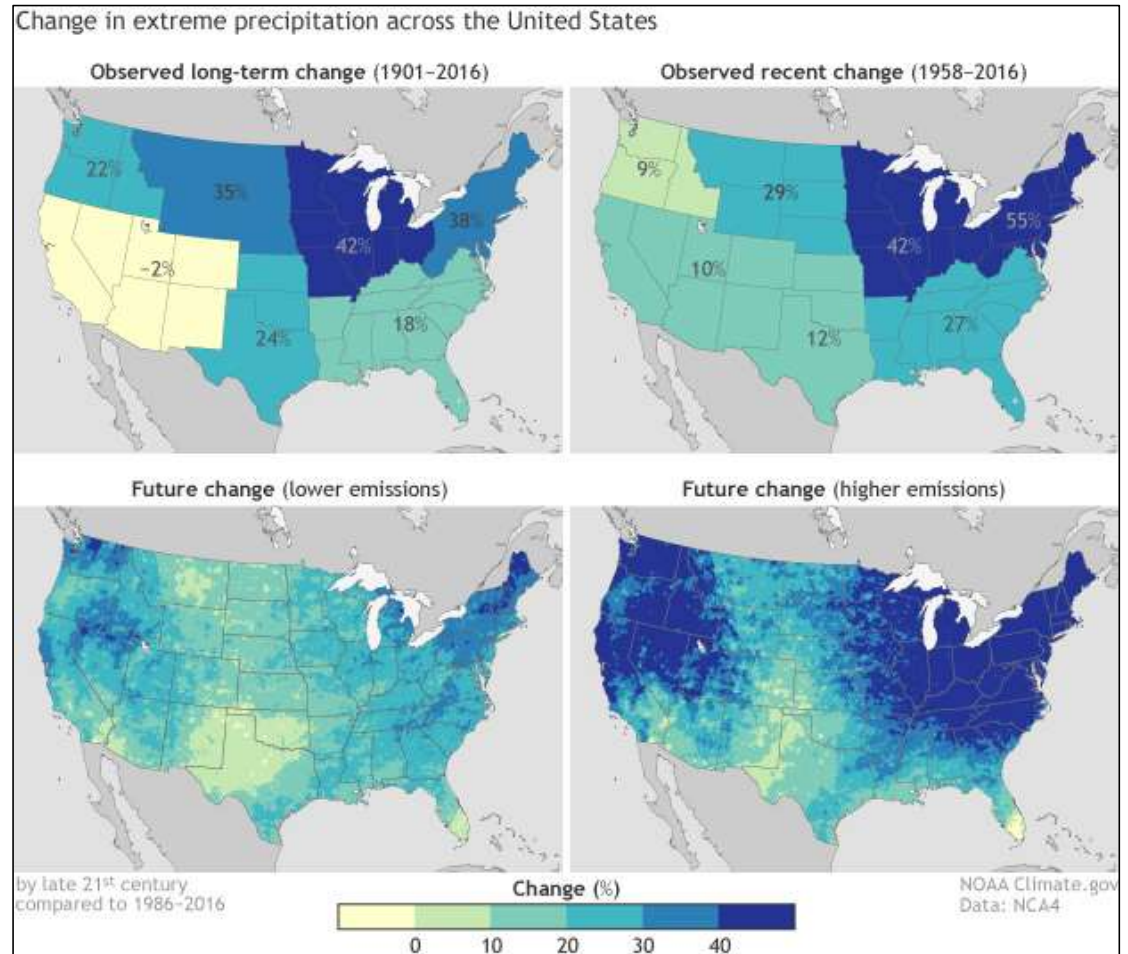 Change in extreme precipitation across the United States
Observed long-term change (1901–2016)
22%
35%
42%
38%
-2%
24%
18%
Observed recent change (1958–2016)
9%
29%
42%
55%
10%
12%
27%
Future change (lower emissions)
Future change (higher emissions)
by late 21st century
compared to 1986–2016
Change (%)
0 10 20 30 40
NOAA Climate.gov
Data: NCA4